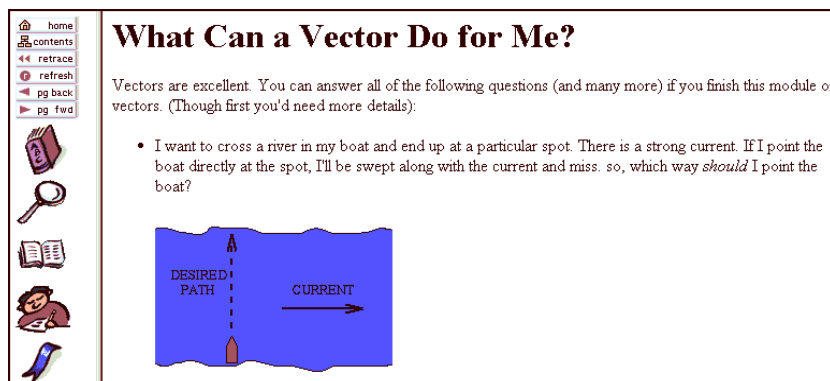 home
contents
retrace
refresh
pg back
pg fwd
What Can a Vector Do for Me?
Vectors are excellent. You can answer all of the following questions (and many more) if you finish this module o
vectors. (Though first you'd need more details):
• I want to cross a river in my boat and end up at a particular spot. There is a strong current. If I point the
boat directly at the spot, I'll be swept along with the current and miss. so, which way should I point the
boat?
DESIRED
PATH
CURRENT